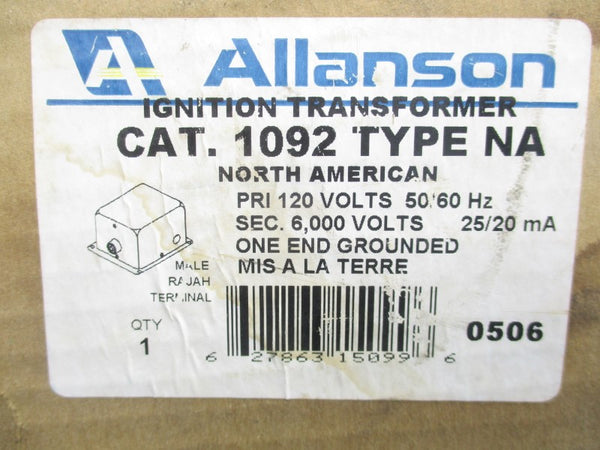 Allanson
IGNITION TRANSFORMER
CAT. 1092 TYPE NA
NORTH AMERICAN
PRI 120 VOLTS 50/60 Hz
SEC. 6,000 VOLTS 25/20 mA
ONE END GROUNDED
MIS A LA TERRE
MALE
RAJAH
TERMINAL
QTY
1
0506
6 27863 15099 6